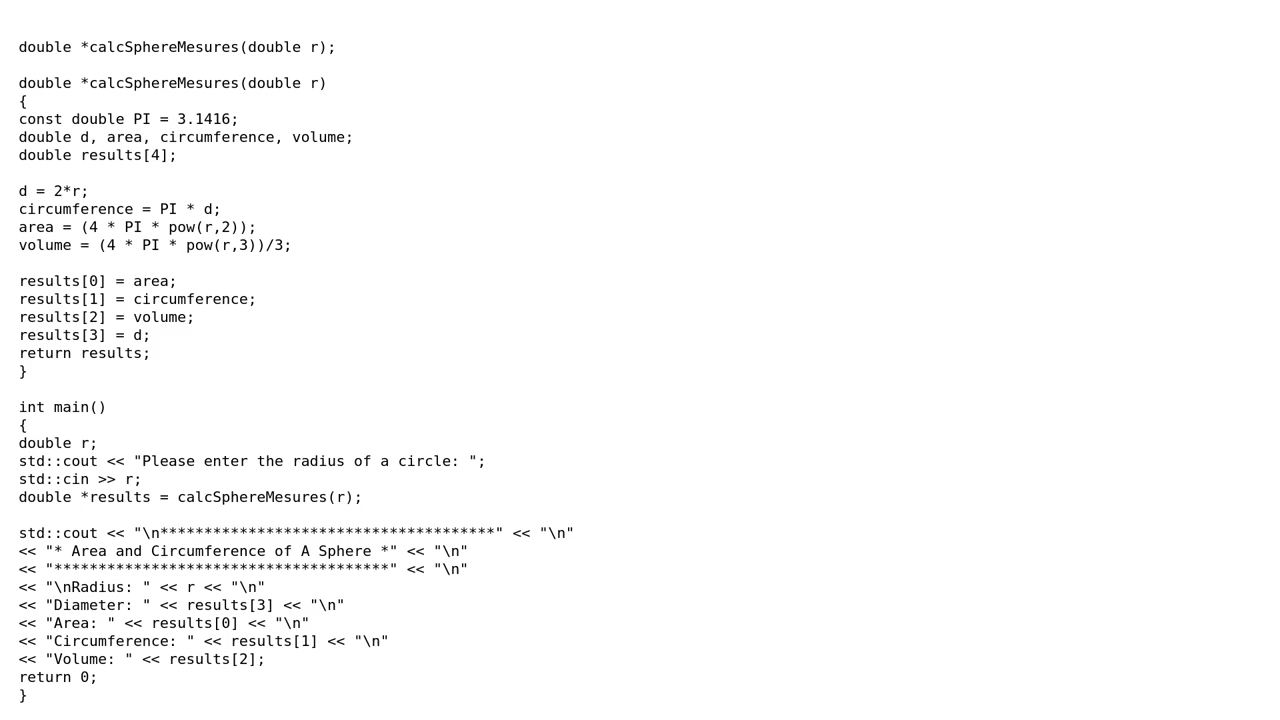 double *calcSphereMesures(double r);
double *calcSphereMesures(double r)
{
const double PI = 3.1416;
double d, area, circumference, volume;
double results[4];
d = 2*r;
circumference = PI * d;
area = (4 * PI * pow(r,2));
volume = (4 * PI * pow(r,3))/3;
results[0] = area;
results[1] = circumference;
results[2] = volume;
results[3] = d;
return results;
}
int main()
{
double r;
std::cout << "Please enter the radius of a circle: ";
std::cin >> r;
double *results = calcSphereMesures(r);
std::cout << "\n**************************************" << "\n"
<< "* Area and Circumference of A Sphere *" << "\n"
<< "**************************************" << "\n"
<< "\nRadius: " << r << "\n"
<< "Diameter: " << results[3] << "\n"
<< "Area: " << results[0] << "\n"
<< "Circumference: " << results[1] << "\n"
<< "Volume: " << results[2];
return 0;
}